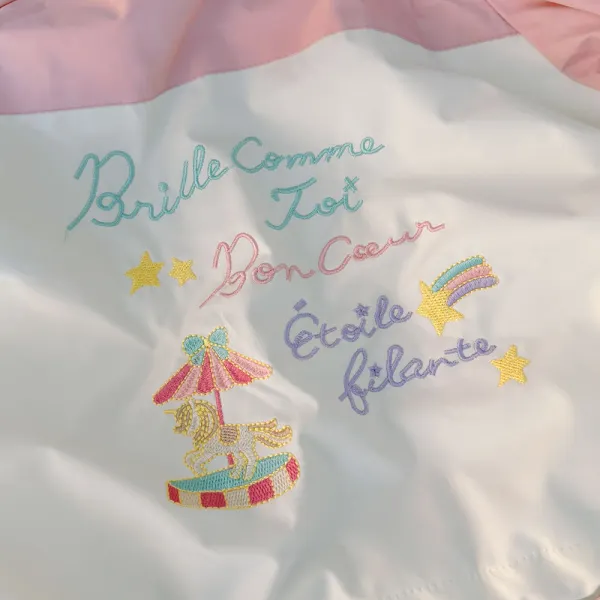 Brille Comme
Toi
Bon Cœur
Étoile
filante